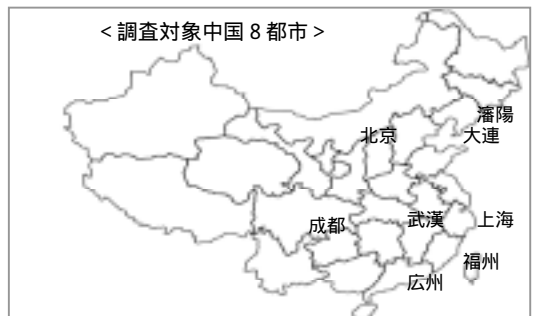 <調査対象中国8都市>
瀋陽
北京
大連
成都
武漢
上海
福州
広州